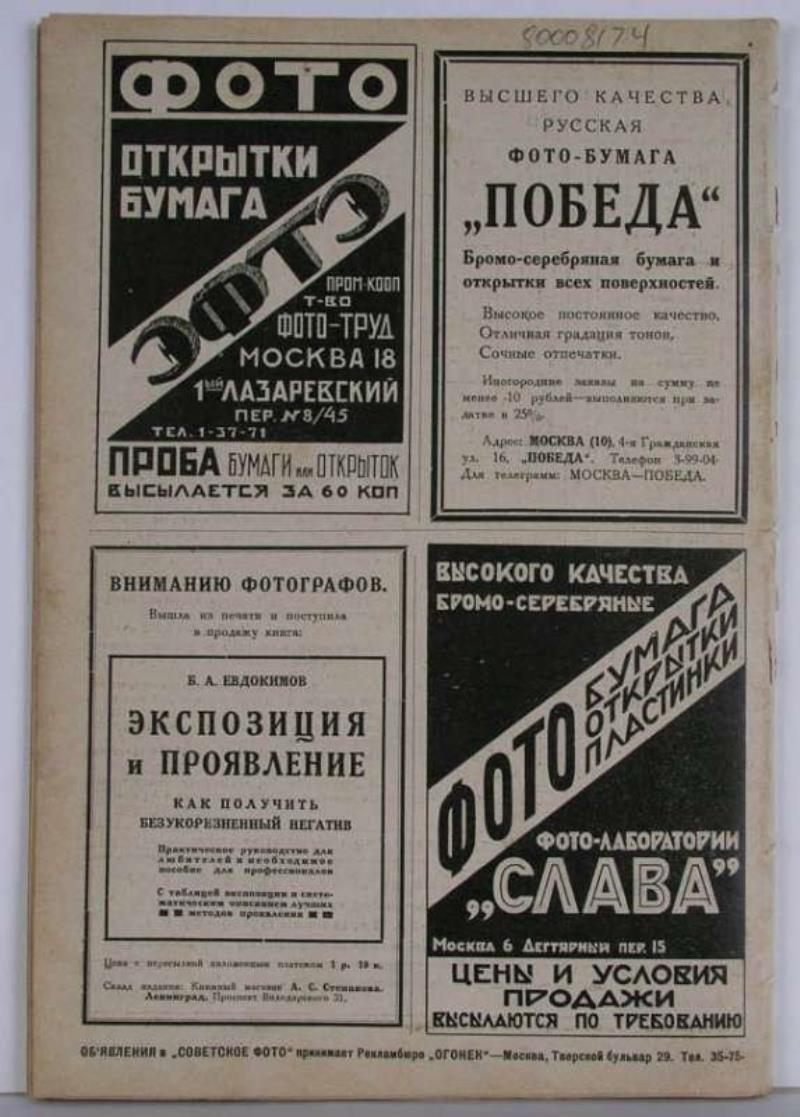 80008174
ФОТО
ОТКРЫТКИ
БУМАГА
ЭФТЭ
ПРОМ-КООП
Т-ВО
ФОТО-ТРУД
МОСКВА 18
1ЫЙ ЛАЗАРЕВСКИЙ
ПЕР. № 8/45
ТЕЛ. 1-37-71
ПРОБА БУМАГИ ИЛИ ОТКРЫТОК
ВЫСЫЛАЕТСЯ ЗА 60 КОП
ВЫСШЕГО КАЧЕСТВА
РУССКАЯ
ФОТО-БУМАГА
„ПОБЕДА“
Бромо-серебряная бумага и
открытки всех поверхностей.
Высокое постоянное качество,
Отличная градация тонов,
Сочные отпечатки.
Иногородние заказы на сумму не
менее 10 рублей—выполняются при за-
датке в 25%.
Адрес: МОСКВА (10), 4-я Гражданская
ул. 16, „ПОБЕДА“. Телефон 3-99-04
Для телеграмм: МОСКВА—ПОБЕДА.
ВНИМАНИЮ ФОТОГРАФОВ.
Вышла из печати и поступила
в продажу книга:
Б. А. ЕВДОКИМОВ
ЭКСПОЗИЦИЯ
и ПРОЯВЛЕНИЕ
КАК ПОЛУЧИТЬ
БЕЗУКОРИЗНЕННЫЙ НЕГАТИВ
Практическое руководство для
любителей и необходимое
пособие для профессионалов
С таблицей экспозиции и систе-
матическим описанием лучших
методов проявления
Цена с пересылкой наложенным платежом 1 р. 10 к.
Склад издания: Книжный магазин А. С.
Ленинград, Проспект Володарского 31.
ВЫСОКОГО КАЧЕСТВА
БРОМО-СЕРЕБРЯНЫЕ
ФОТО
БУМАГА
ОТКРЫТКИ
ПЛАСТИНКИ
ФОТО-ЛАБОРАТОРИИ
„СЛАВА”
Москва 6 Дегтярный пер. 15
ЦЕНЫ И УСЛОВИЯ
ПРОДАЖИ
ВЫСЫЛАЮТСЯ ПО ТРЕБОВАНИЮ
ОБ'ЯВЛЕНИЯ в „СОВЕТСКОЕ ФОТО“ принимает Рекламбюро „ОГОНЕК“—Москва, Тверской бульвар 29. Тел. 35-75-